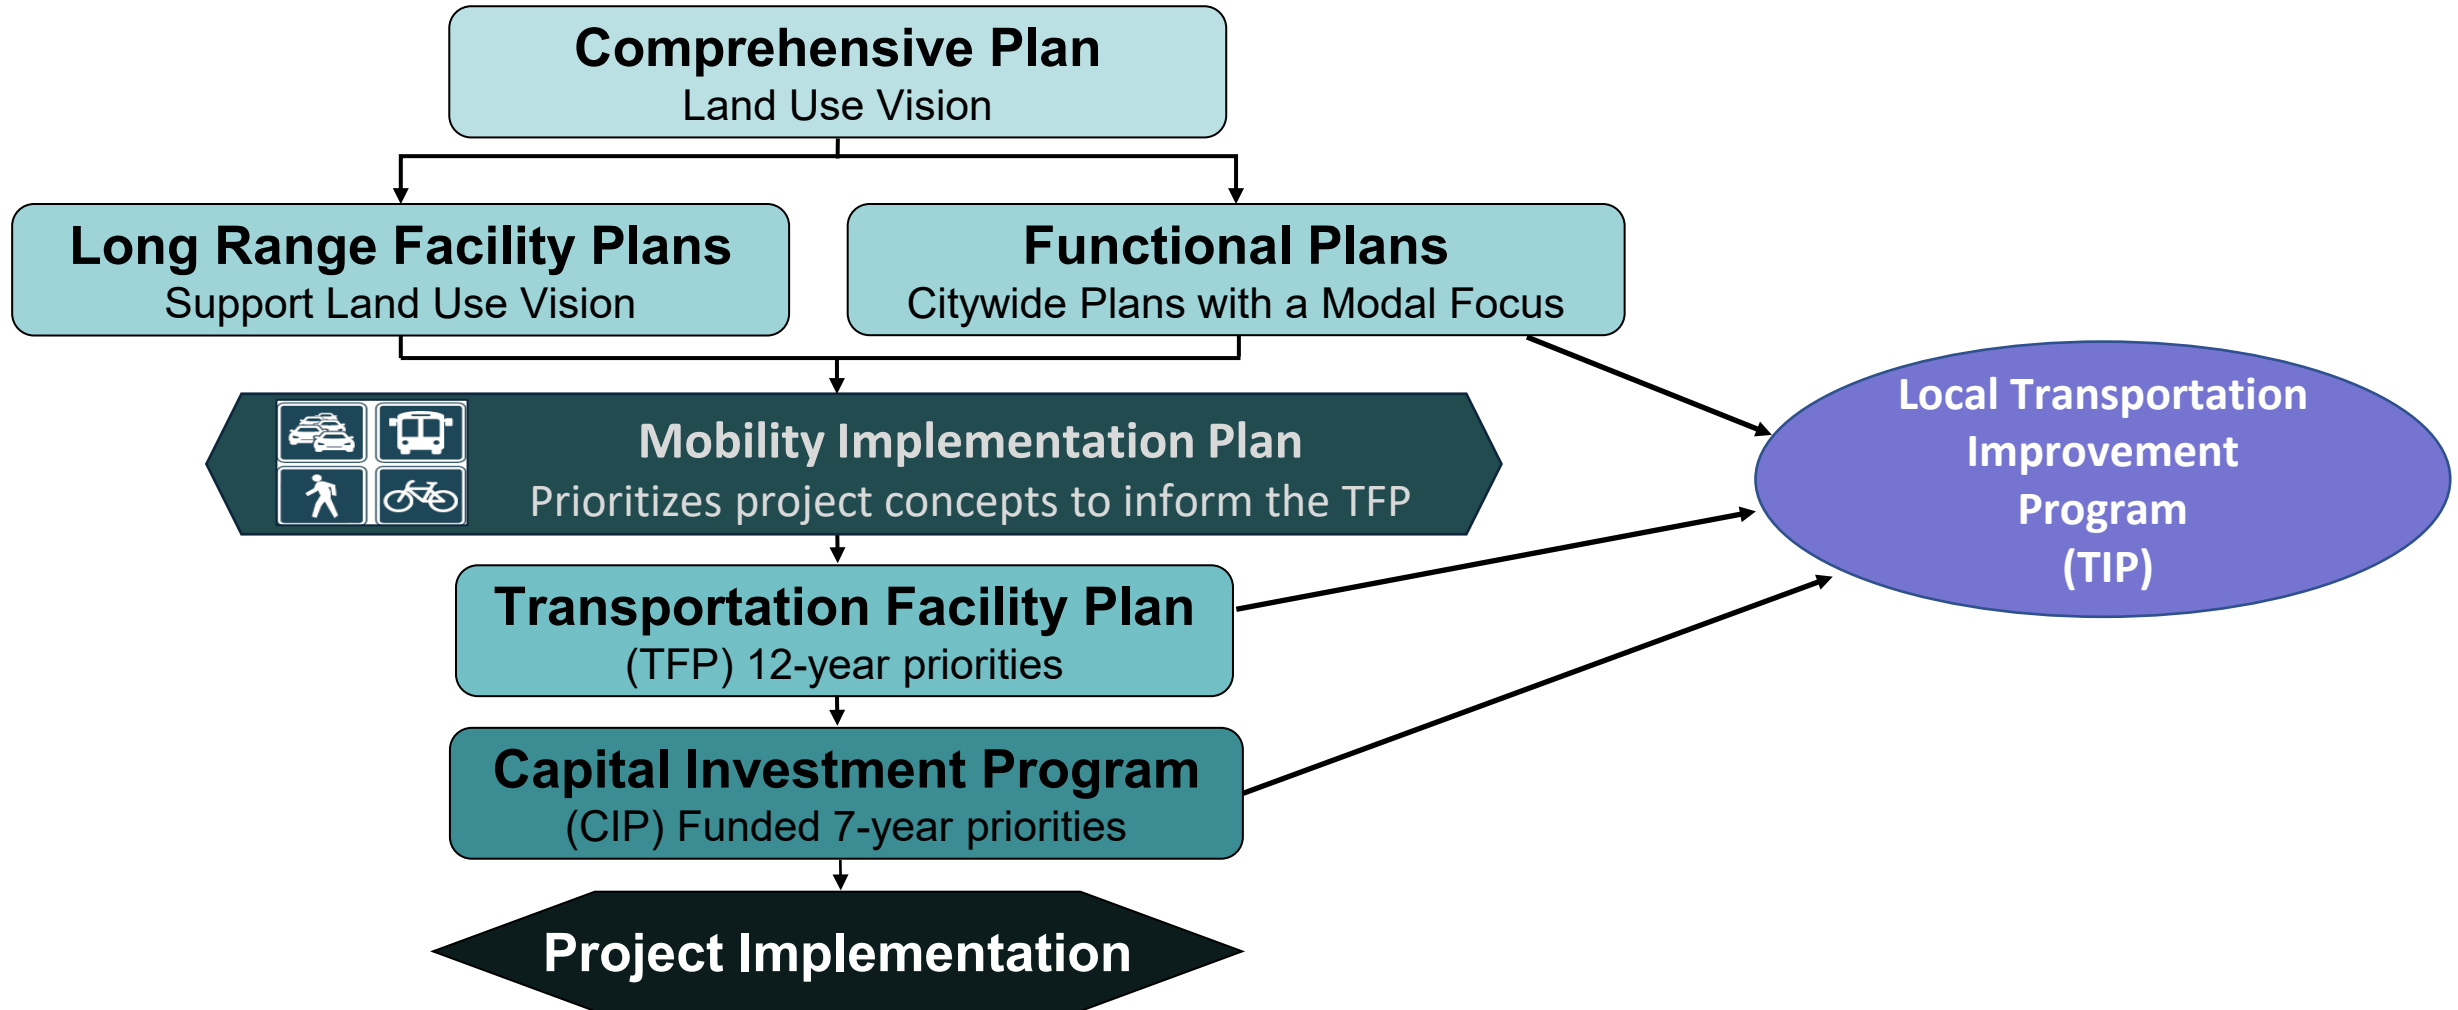 Comprehensive Plan
Land Use Vision
Long Range Facility Plans
Support Land Use Vision
Functional Plans
Citywide Plans with a Modal Focus
Mobility Implementation Plan
Prioritizes project concepts to inform the TFP
Local Transportation
Improvement
Program
(TIP)
Transportation Facility Plan
(TFP) 12-year priorities
Capital Investment Program
(CIP) Funded 7-year priorities
Project Implementation